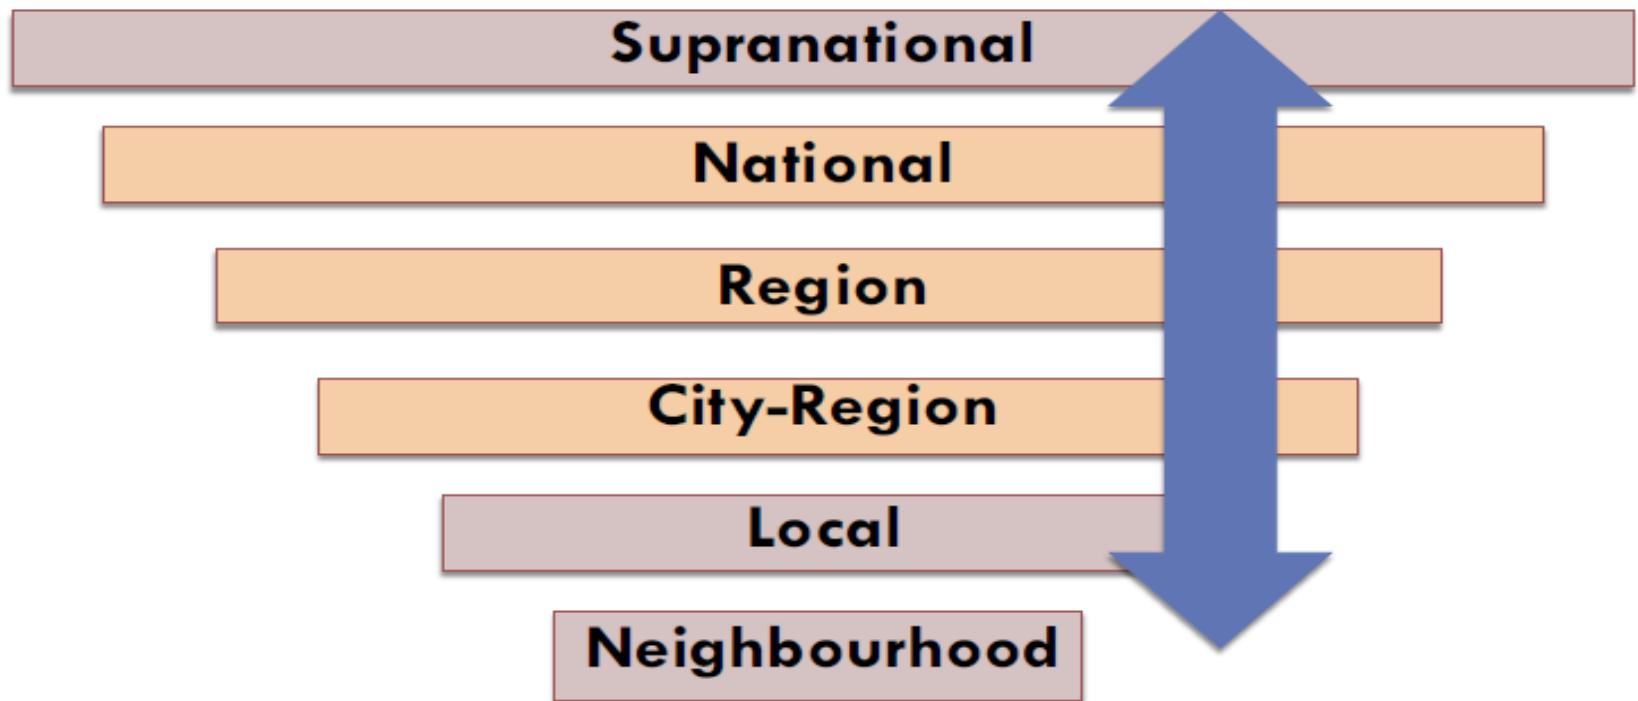 Supranational
National
Region
City-Region
Local
Neighbourhood